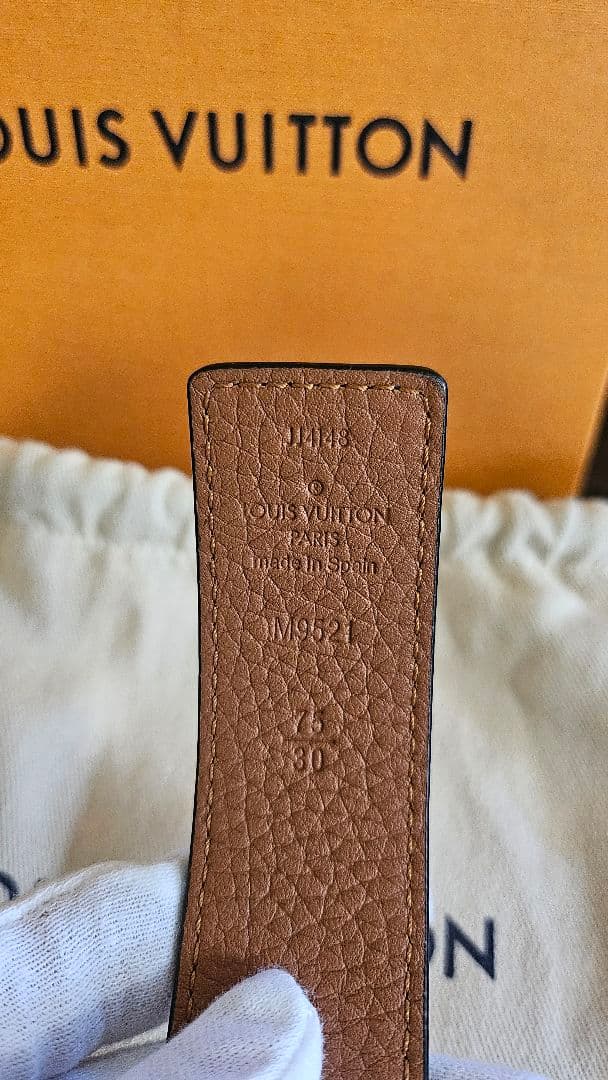 OUIS VUITTON
JJ4148
LOUIS VUITTON
PARIS
made in Spain
M9521
75
30
ON